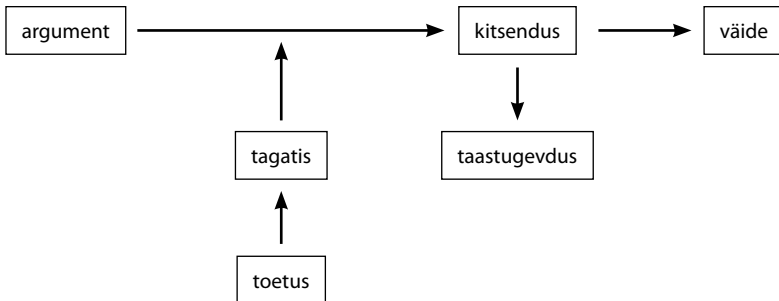 argument
kitsendus
väide
tagatis
taastugevdus
toetus